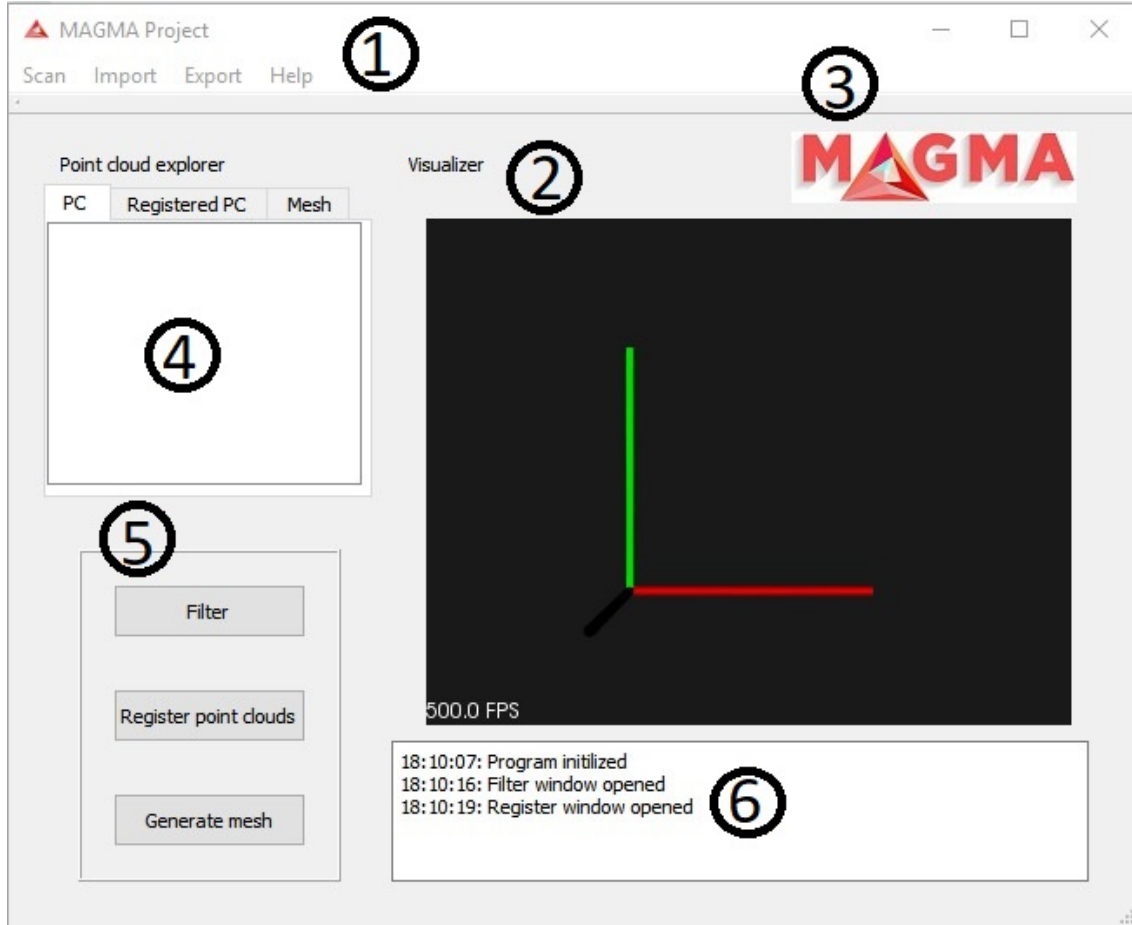 MAGMA Project
1
Scan Import Export Help
3
MAGMA
Point cloud explorer
Visualizer
2
PC Registered PC Mesh
4
5
Filter
Register point clouds
Generate mesh
500.0 FPS
18:10:07: Program initilized
18:10:16: Filter window opened
18:10:19: Register window opened
6